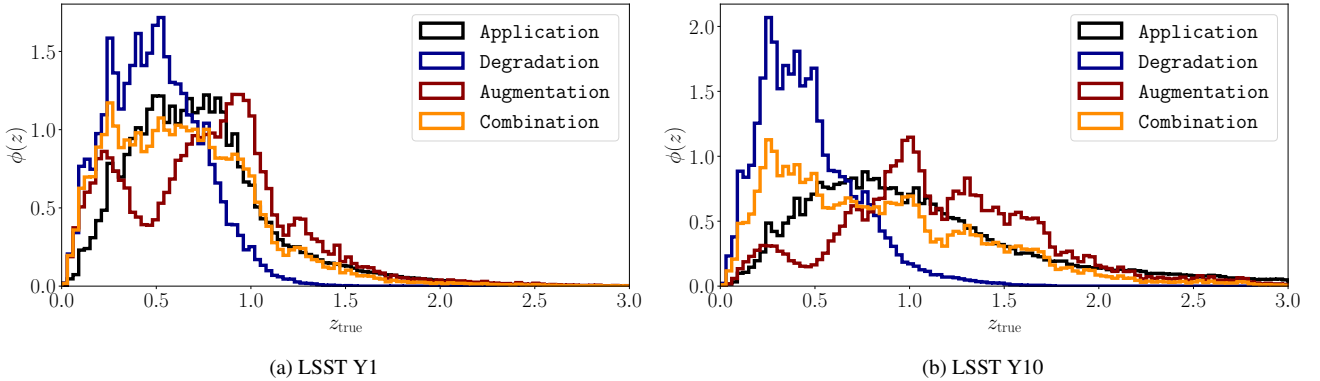 1.5
1.0
0.5
0.0
ϕ(z)
Application
Degradation
Augmentation
Combination
0.0 0.5 1.0 1.5 2.0 2.5 3.0
z_true
(a) LSST Y1
2.0
1.5
1.0
0.5
0.0
ϕ(z)
Application
Degradation
Augmentation
Combination
0.0 0.5 1.0 1.5 2.0 2.5 3.0
z_true
(b) LSST Y10